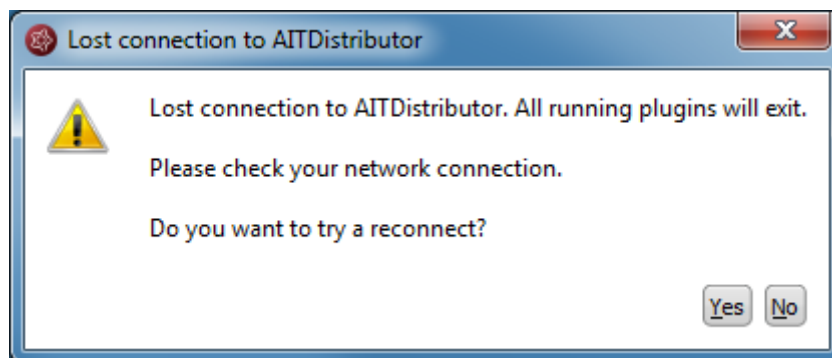 Lost connection to AITDistributor
Lost connection to AITDistributor. All running plugins will exit.
Please check your network connection.
Do you want to try a reconnect?
Yes No